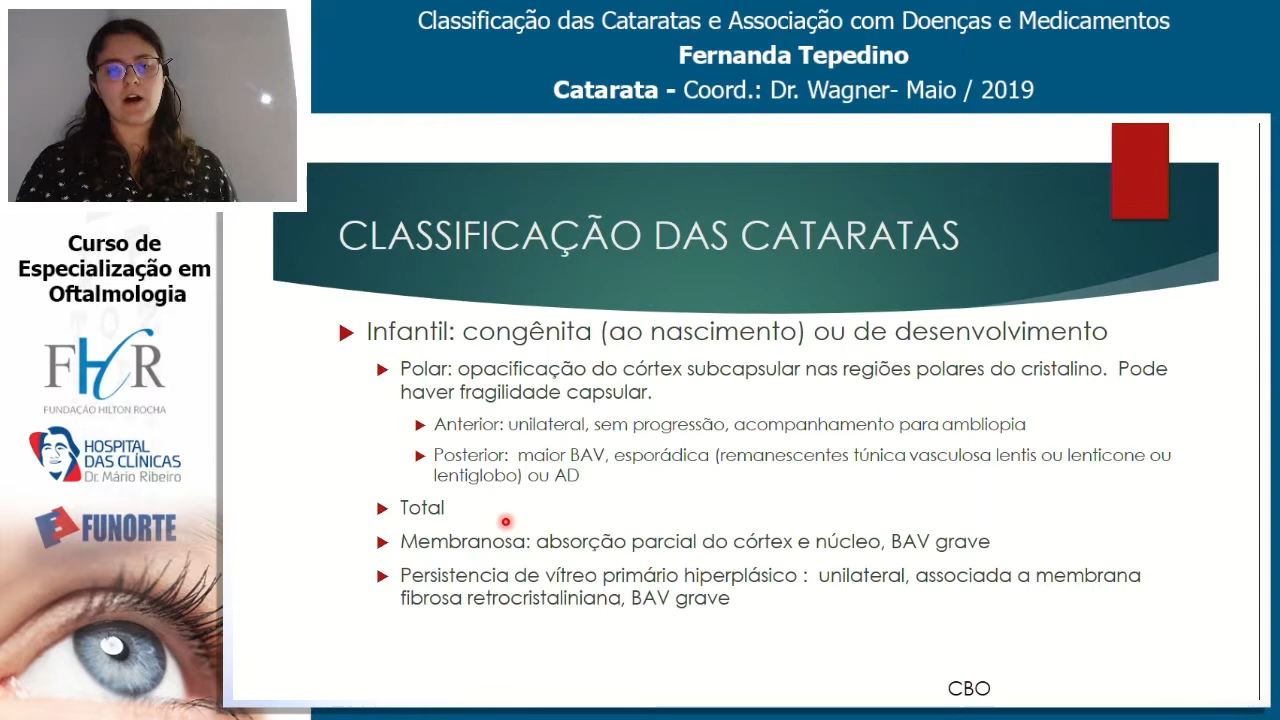 Classificação das Cataratas e Associação com Doenças e Medicamentos
Fernanda Tepedino
Catarata - Coord.: Dr. Wagner- Maio / 2019
Curso de
Especialização em
Oftalmologia
FHR
FUNDAÇÃO HILTON ROCHA
HOSPITAL
DAS CLÍNICAS
Dr. Mário Ribeiro
FUNORTE
CLASSIFICAÇÃO DAS CATARATAS
Infantil: congênita (ao nascimento) ou de desenvolvimento
Polar: opacificação do córtex subcapsular nas regiões polares do cristalino. Pode
haver fragilidade capsular.
Anterior: unilateral, sem progressão, acompanhamento para ambliopia
Posterior: maior BAV, esporádica (remanescentes túnica vasculosa lentis ou lenticone ou
lentiglobo) ou AD
Total
Membranosa: absorção parcial do córtex e núcleo, BAV grave
Persistencia de vítreo primário hiperplásico : unilateral, associada a membrana
fibrosa retrocristaliniana, BAV grave
CBO